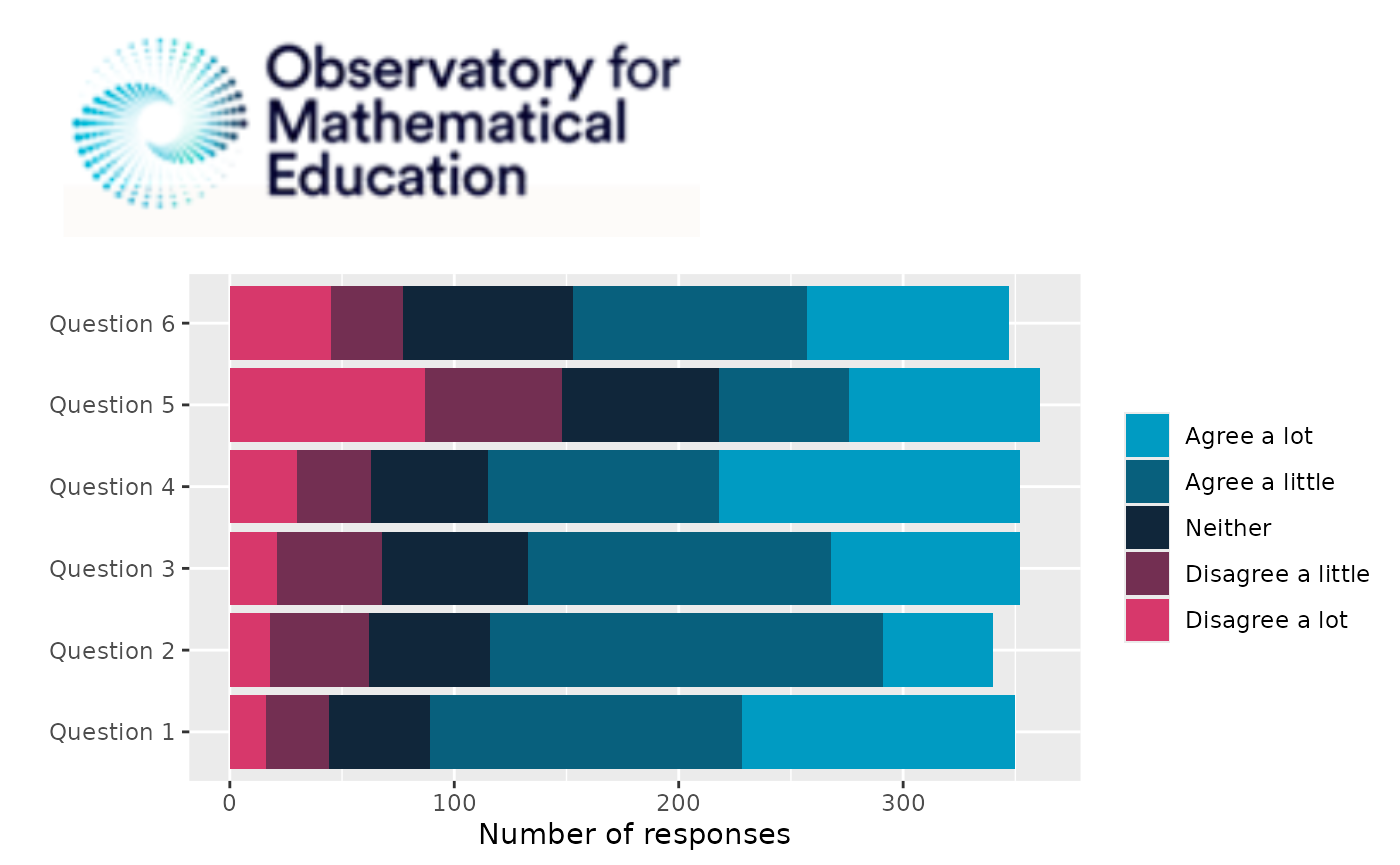 Observatory for
Mathematical
Education
Question 6
Question 5
Question 4
Question 3
Question 2
Question 1
0 100 200 300
Number of responses
Agree a lot
Agree a little
Neither
Disagree a little
Disagree a lot